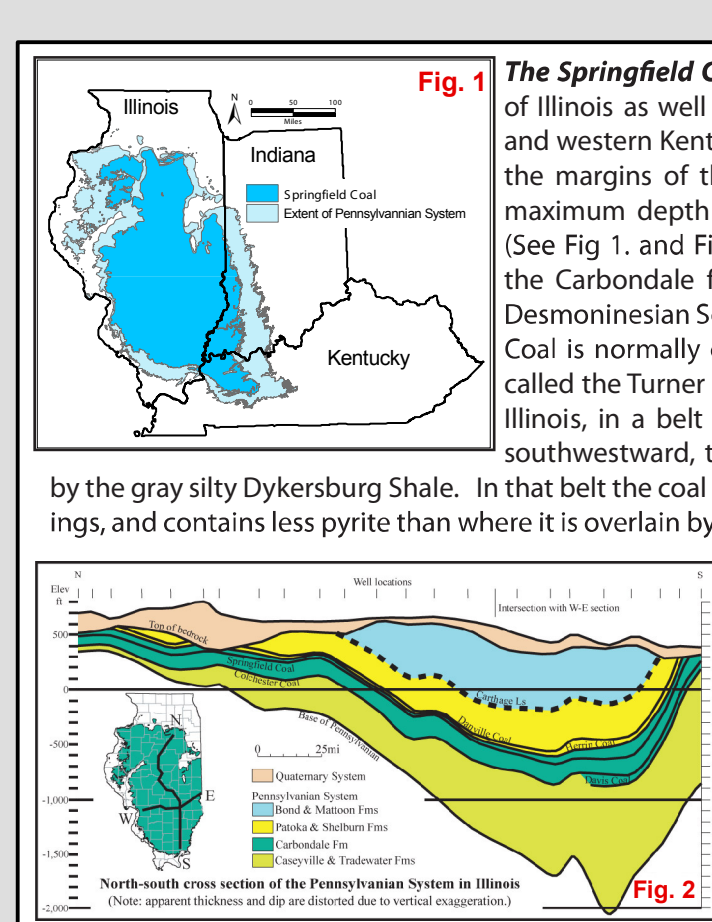 Fig. 1
Illinois
N
0 50 100
Miles
Indiana
Springfield Coal
Extent of Pennsylvannian System
Kentucky
The Springfield C
of Illinois as well
and western Kent
the margins of th
maximum depth
(See Fig 1. and Fi
the Carbondale f
Desmoninesian Se
Coal is normally o
called the Turner
Illinois, in a belt
southwestward, t
by the gray silty Dykersburg Shale. In that belt the coal
ings, and contains less pyrite than where it is overlain by
N
Well locations
S
Elev
ft
Intersection with W-E section
500
0
-500
-1,000
-1,500
-2,000
Top of bedrock
Springfield Coal
Colchester Coal
Base of Pennsylvanian
Carthage Ls
Danville Coal
Herrin Coal
Davis Coal
N
E
W
S
0 25mi
Quaternary System
Pennsylvanian System
Bond & Mattoon Fms
Patoka & Shelburn Fms
Carbondale Fm
Caseyville & Tradewater Fms
North-south cross section of the Pennsylvanian System in Illinois
(Note: apparent thickness and dip are distorted due to vertical exaggeration.)
Fig. 2